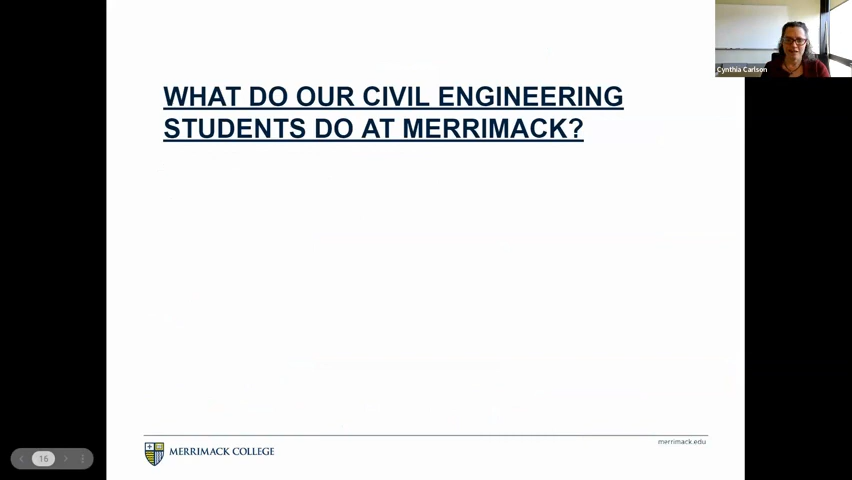 Cynthia Carlson
WHAT DO OUR CIVIL ENGINEERING
STUDENTS DO AT MERRIMACK?
merrimack.edu
MERRIMACK COLLEGE
16